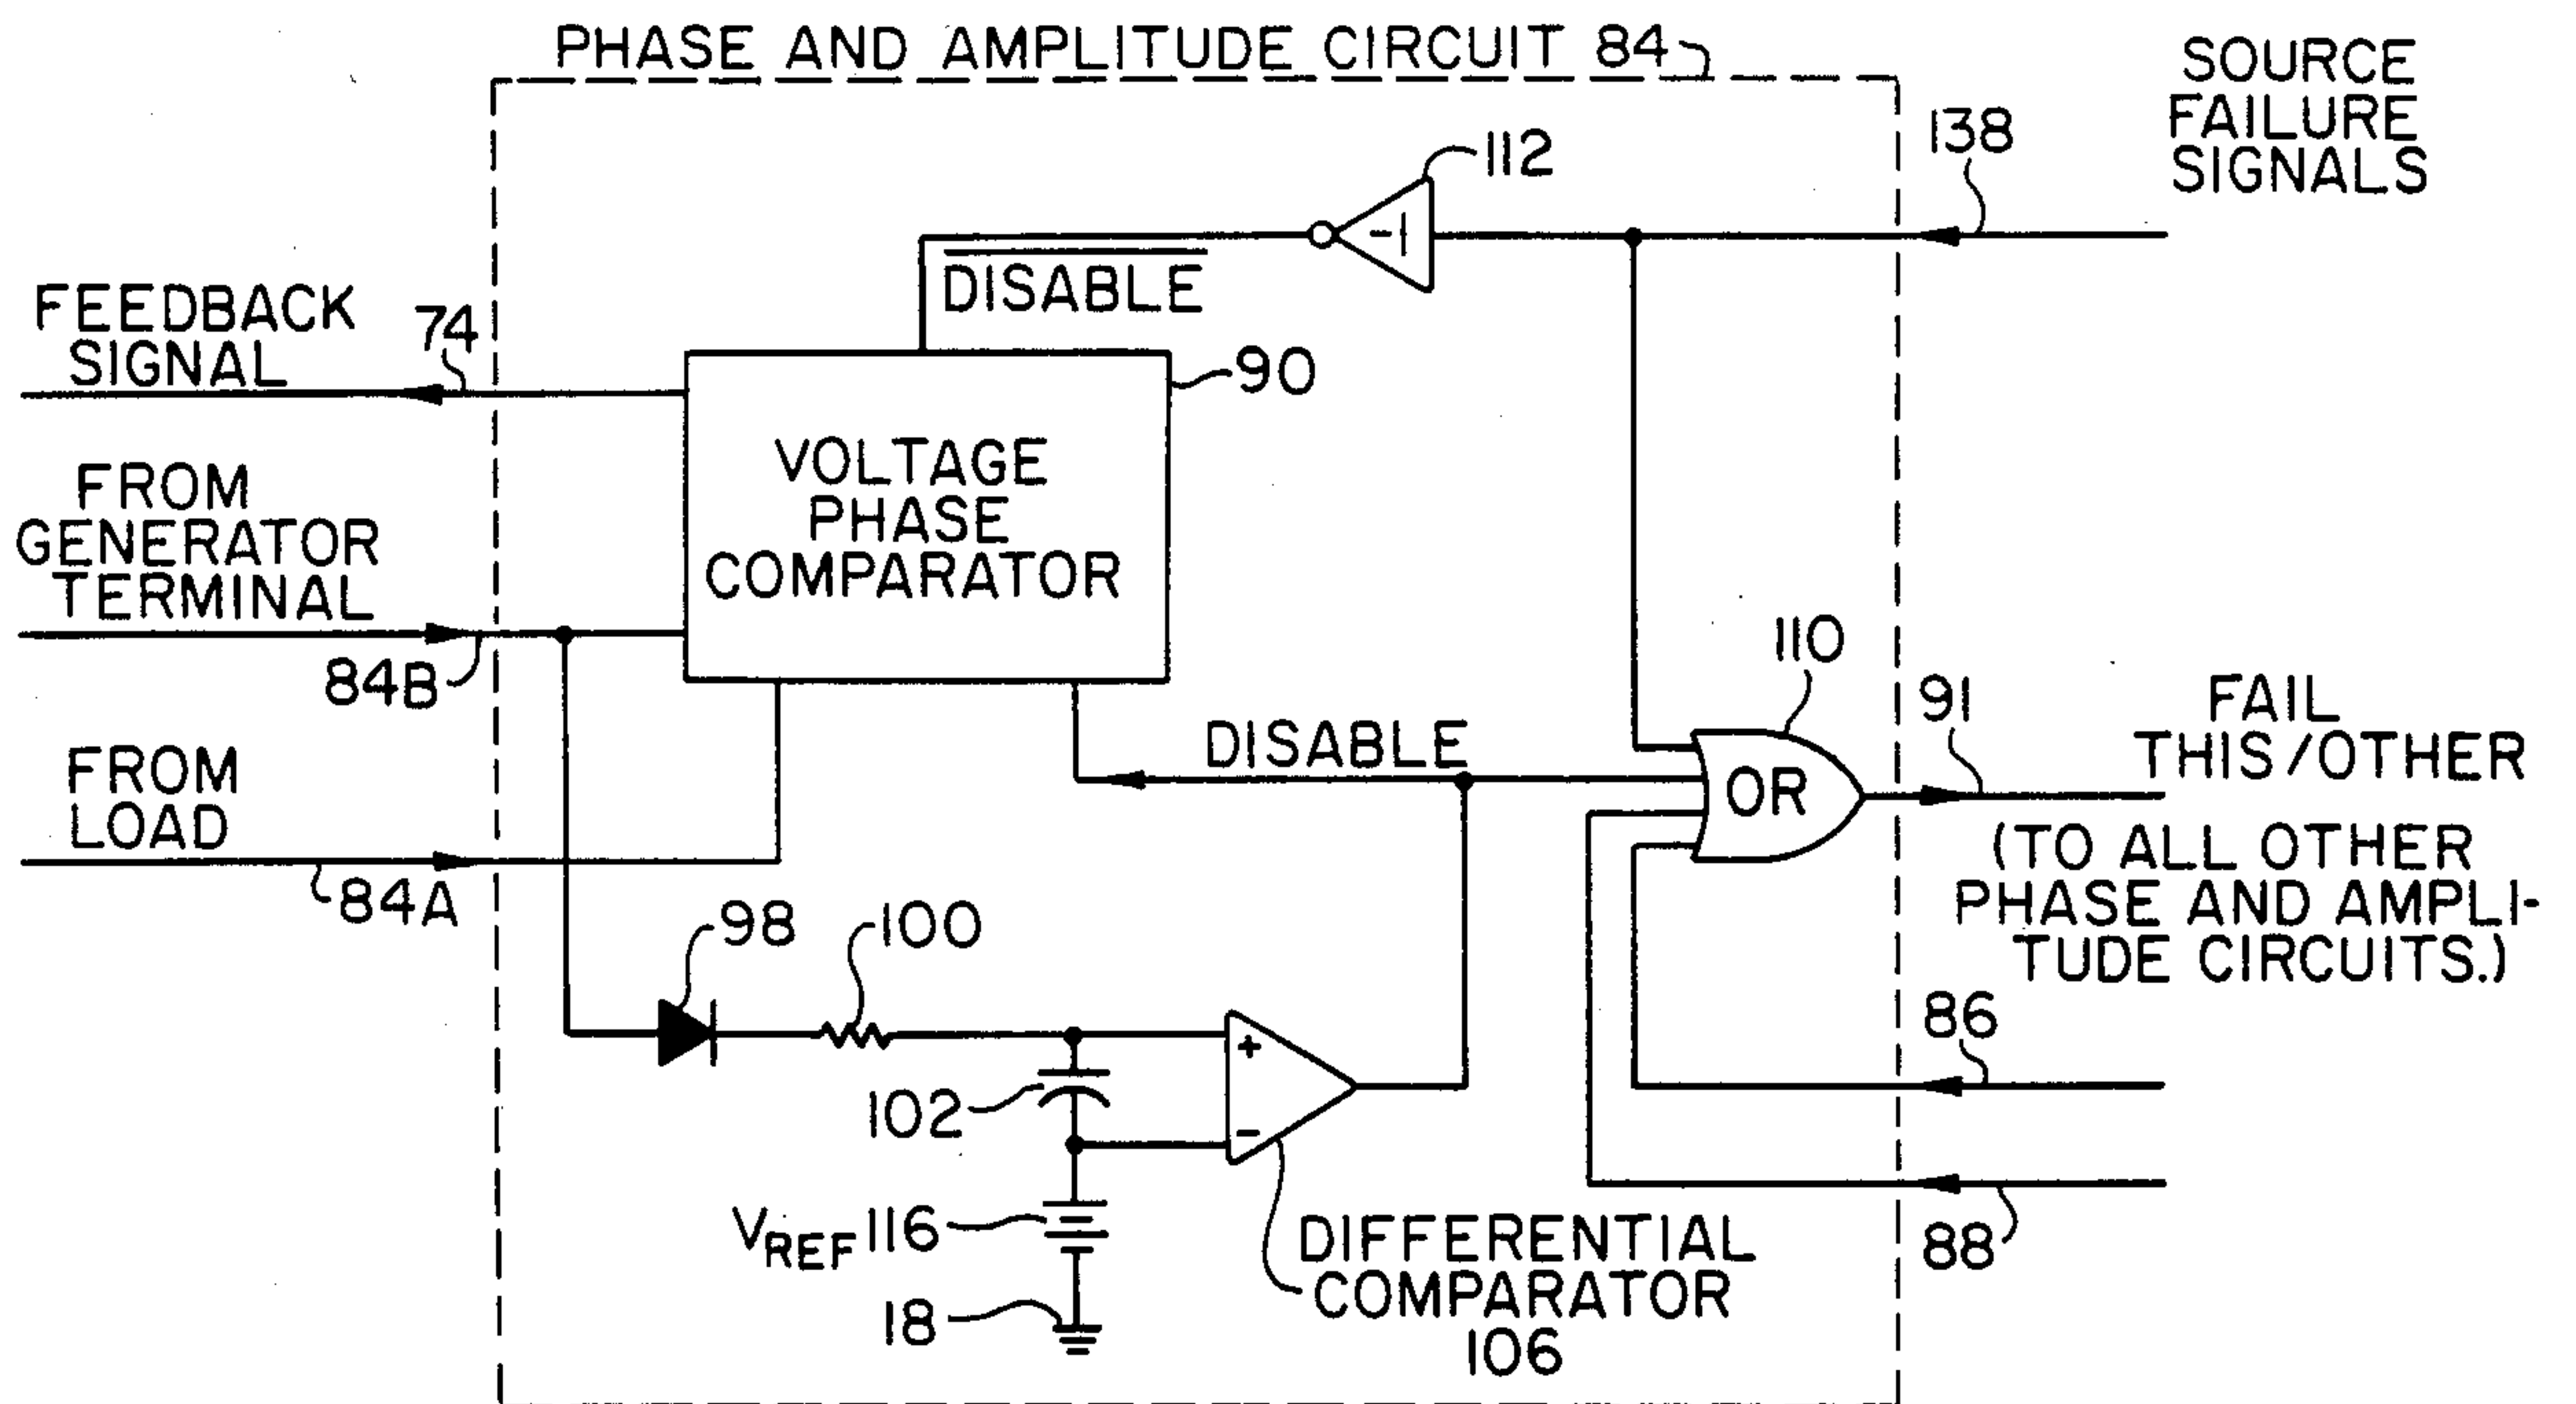 PHASE AND AMPLITUDE CIRCUIT 84
SOURCE
FAILURE
SIGNALS
138
112
DISABLE
FEEDBACK
SIGNAL
74
90
VOLTAGE
PHASE
COMPARATOR
FROM
GENERATOR
TERMINAL
84B
110
91
FAIL
THIS/OTHER
DISABLE
OR
FROM
LOAD
84A
(TO ALL OTHER
PHASE AND AMPLI-
TUDE CIRCUITS.)
98
100
86
+
102
-
88
VREF 116
DIFFERENTIAL
COMPARATOR
106
18